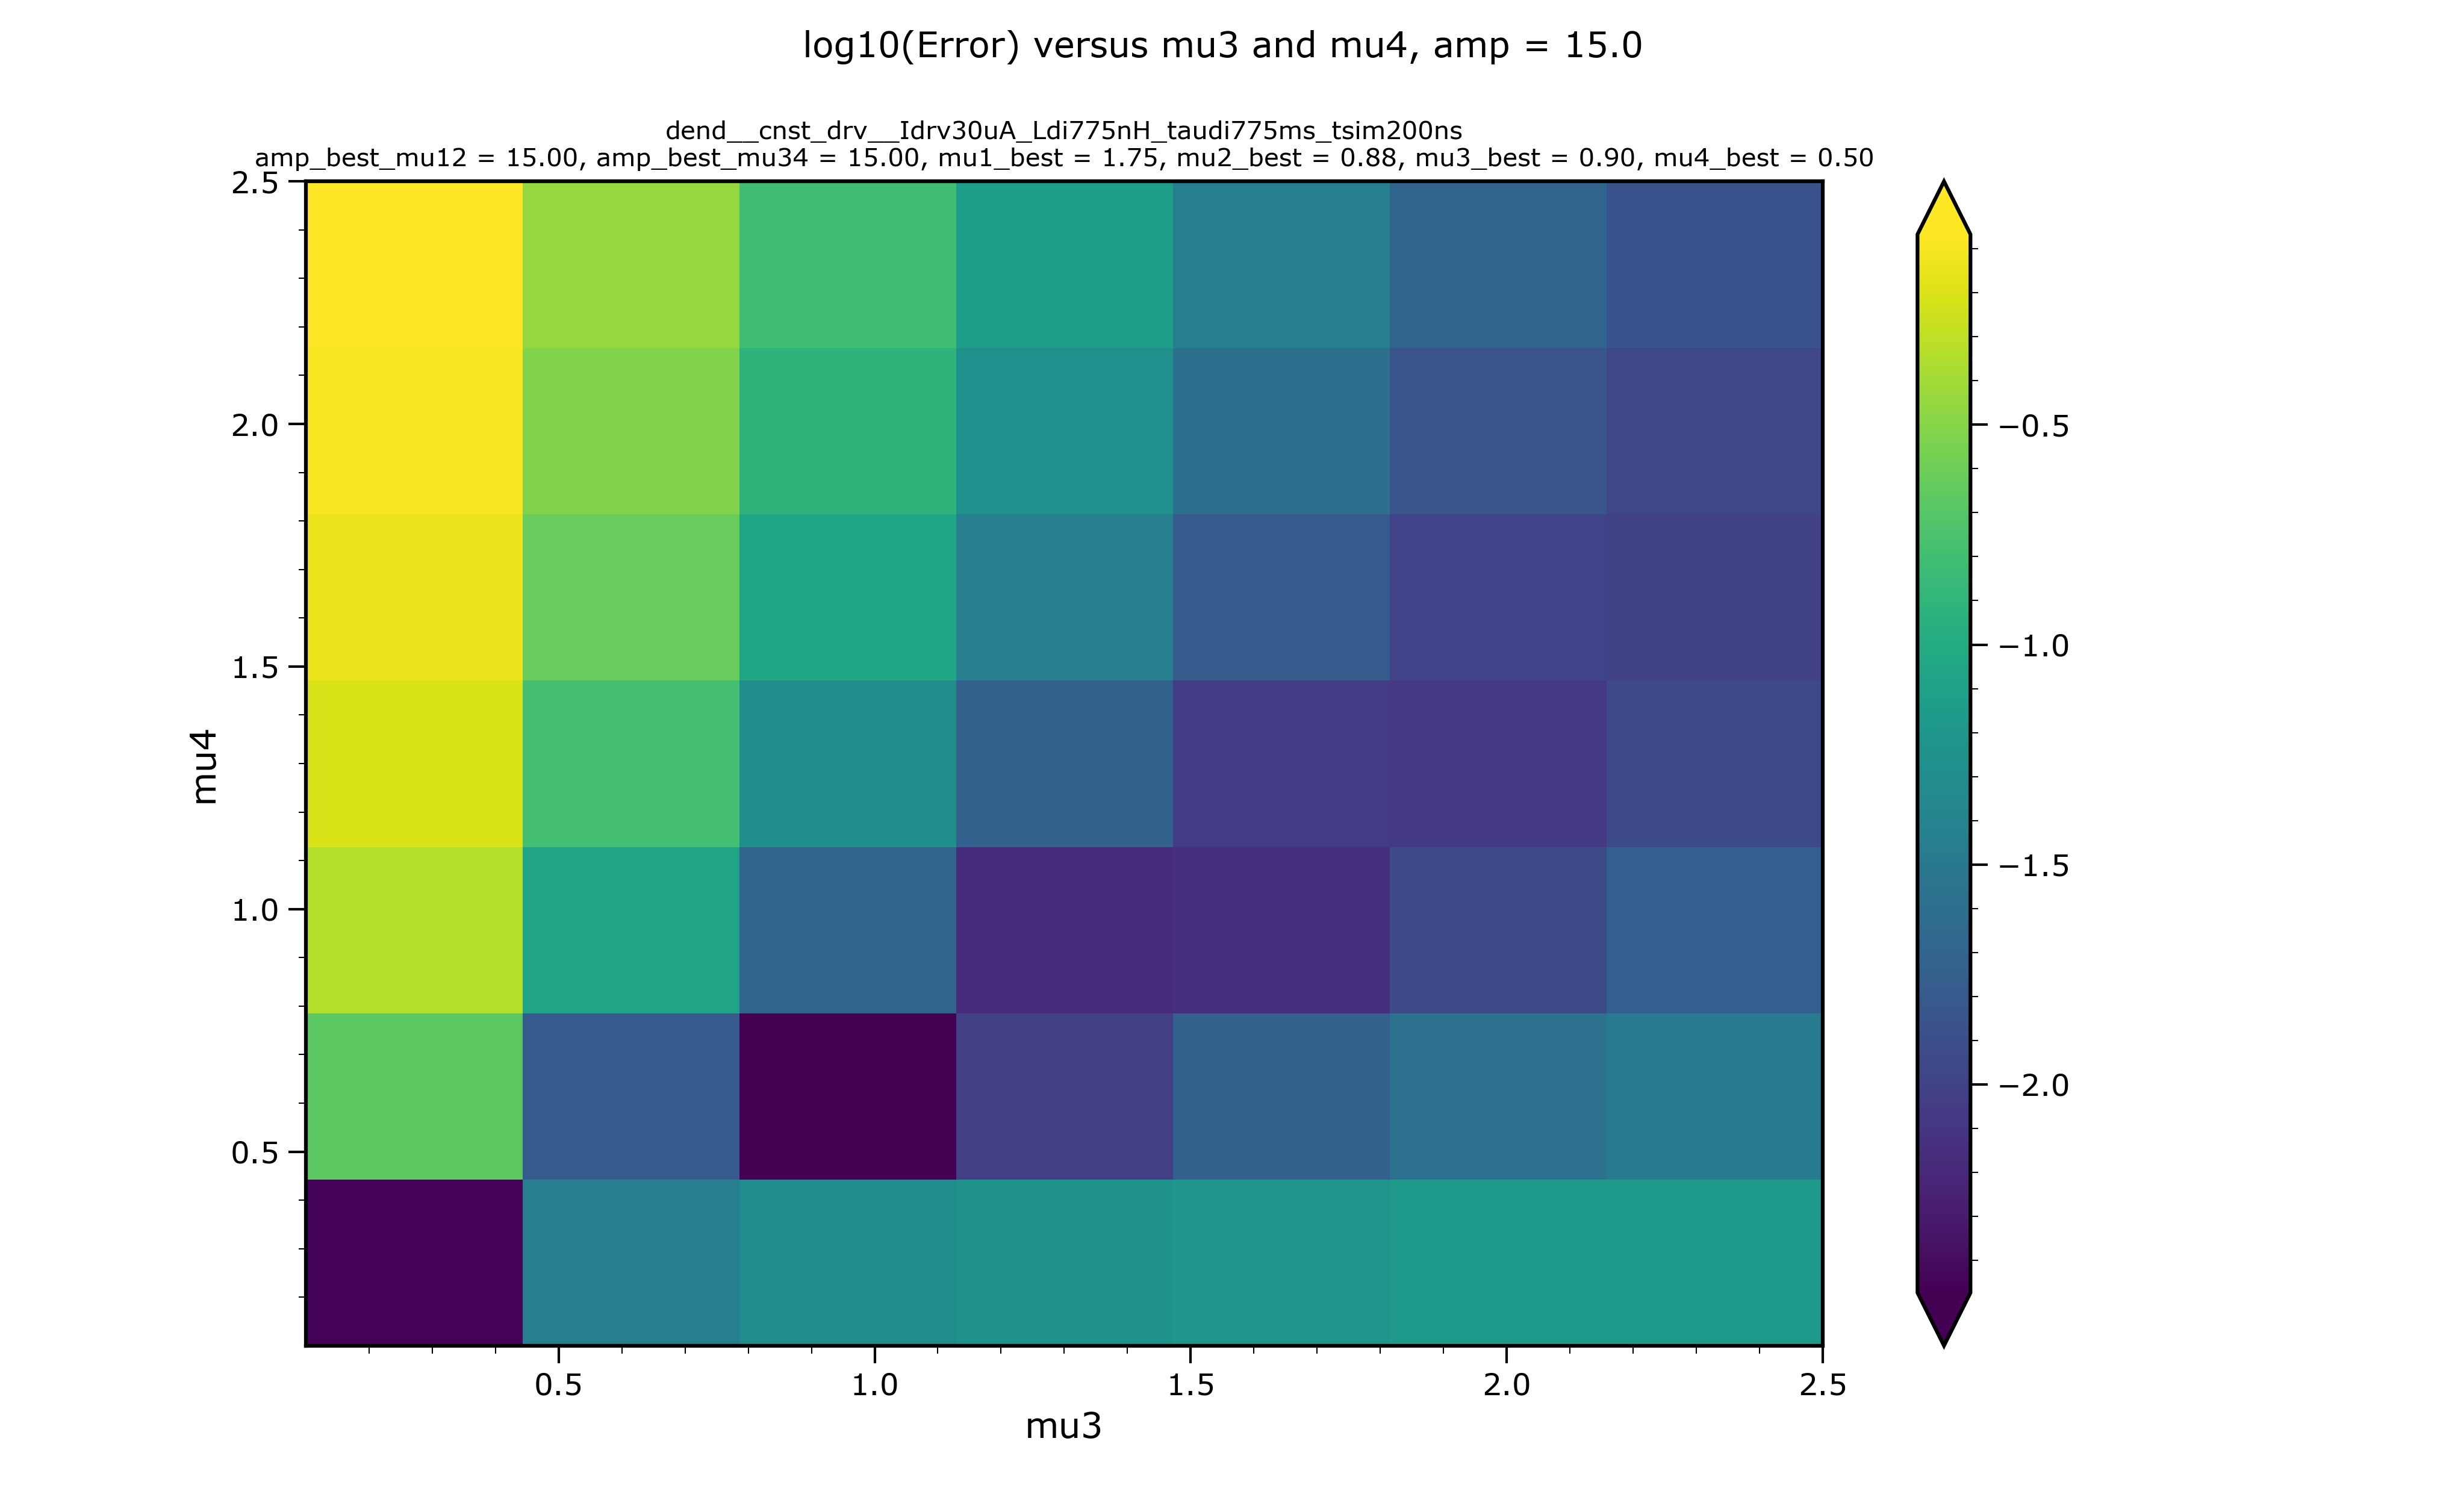 log10(Error) versus mu3 and mu4, amp = 15.0
dend__cnst_drv__Idrv30uA_Ldi775nH_taudi775ms_tsim200ns
amp_best_mu12 = 15.00, amp_best_mu34 = 15.00, mu1_best = 1.75, mu2_best = 0.88, mu3_best = 0.90, mu4_best = 0.50
2.5
2.0
1.5
1.0
0.5
mu4
0.5
1.0
1.5
2.0
2.5
mu3
−0.5
−1.0
−1.5
−2.0